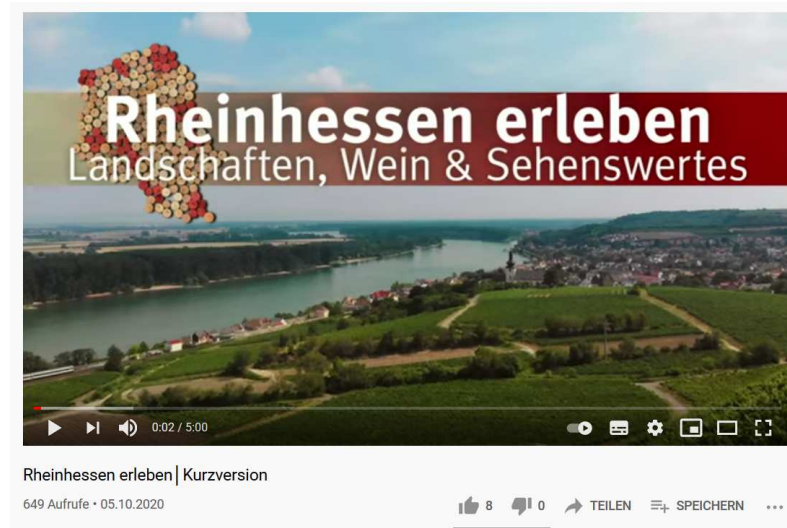 Rheinhessen erleben
Landschaften, Wein & Sehenswertes
0:02 / 5:00
Rheinhessen erleben│Kurzversion
649 Aufrufe • 05.10.2020
8 0 TEILEN SPEICHERN